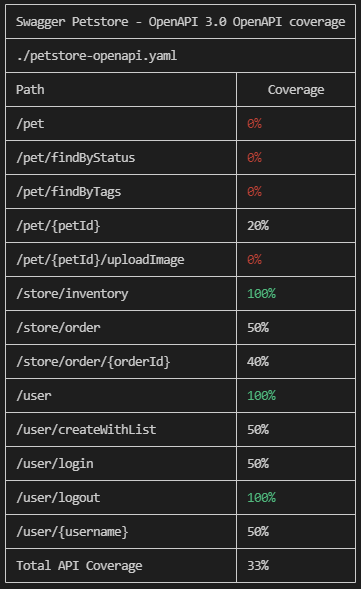 Swagger Petstore - OpenAPI 3.0 OpenAPI coverage
./petstore-openapi.yaml
Path Coverage
/pet 0%
/pet/findByStatus 0%
/pet/findByTags 0%
/pet/{petId} 20%
/pet/{petId}/uploadImage 0%
/store/inventory 100%
/store/order 50%
/store/order/{orderId} 40%
/user 100%
/user/createWithList 50%
/user/login 50%
/user/logout 100%
/user/{username} 50%
Total API Coverage 33%